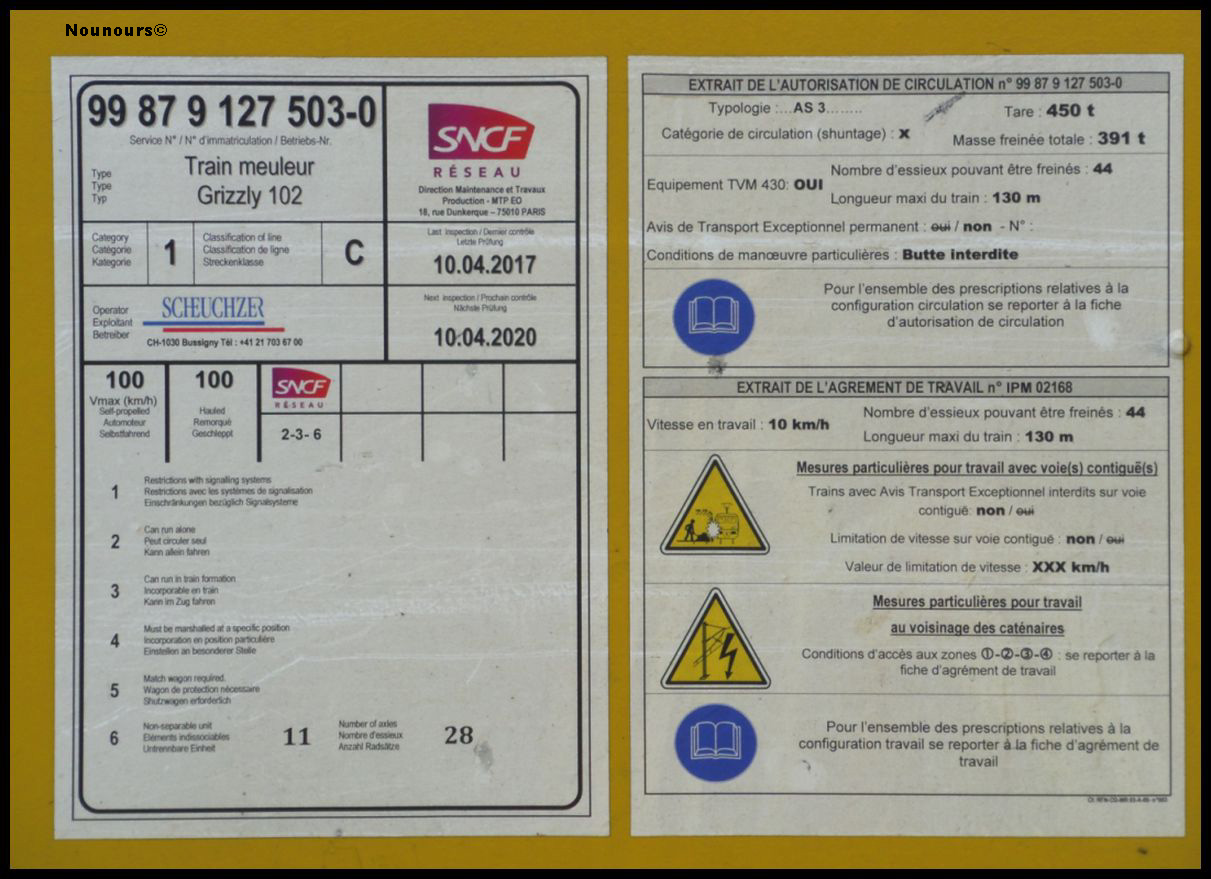 Nounours©
99 87 9 127 503-0
Service N° / N° d'immatriculation / Betriebs-Nr.
Type
Type
Typ
Train meuleur
Grizzly 102
SNCF
RÉSEAU
Direction Maintenance et Travaux
Production - MTP EO
18, rue Dunkerque – 75010 PARIS
Category
Catégorie
Kategorie
1
Classification of line
Classification de ligne
Streckenklasse
C
Last inspection / Dernier contrôle
Letzte Prüfung
10.04.2017
Operator
Exploitant
Betreiber
SCHEUCHZER
CH-1030 Bussigny Tél : +41 21 703 67 00
Next inspection / Prochain contrôle
Nächste Prüfung
10.04.2020
100
Vmax (km/h)
Self-propelled
Automoteur
Selbstfahrend
100
Hauled
Remorqué
Geschleppt
SNCF
RÉSEAU
2-3- 6
1
Restrictions with signalling systems
Restrictions avec les systèmes de signalisation
Einschränkungen bezüglich Signalsysteme
2
Can run alone
Peut circuler seul
Kann allein fahren
3
Can run in train formation
Incorporable en train
Kann im Zug fahren
4
Must be marshalled at a specific position
Incorporation en position particulière
Einstellen an besonderer Stelle
5
Match wagon required.
Wagon de protection nécessaire
Shutzwagen erforderlich
6
Non-separable unit
Eléments indissociables
Untrennbare Einheit
11
Number of axles
Nombre d'essieux
Anzahl Radsätze
28
EXTRAIT DE L'AUTORISATION DE CIRCULATION n° 99 87 9 127 503-0
Typologie :...AS 3........
Tare : 450 t
Catégorie de circulation (shuntage) : X
Masse freinée totale : 391 t
Equipement TVM 430: OUI
Nombre d'essieux pouvant être freinés : 44
Longueur maxi du train : 130 m
Avis de Transport Exceptionnel permanent : oui / non - N° :
Conditions de manœuvre particulières : Butte interdite
Pour l'ensemble des prescriptions relatives à la
configuration circulation se reporter à la fiche
d'autorisation de circulation
EXTRAIT DE L'AGREMENT DE TRAVAIL n° IPM 02168
Vitesse en travail : 10 km/h
Nombre d'essieux pouvant être freinés : 44
Longueur maxi du train : 130 m
Mesures particulières pour travail avec voie(s) contiguë(s)
Trains avec Avis Transport Exceptionnel interdits sur voie
contiguë: non / oui
Limitation de vitesse sur voie contiguë : non / oui
Valeur de limitation de vitesse : XXX km/h
Mesures particulières pour travail
au voisinage des caténaires
Conditions d'accès aux zones ①-②-③-④ : se reporter à la
fiche d'agrément de travail
Pour l'ensemble des prescriptions relatives à la
configuration travail se reporter à la fiche d'agrément de
travail